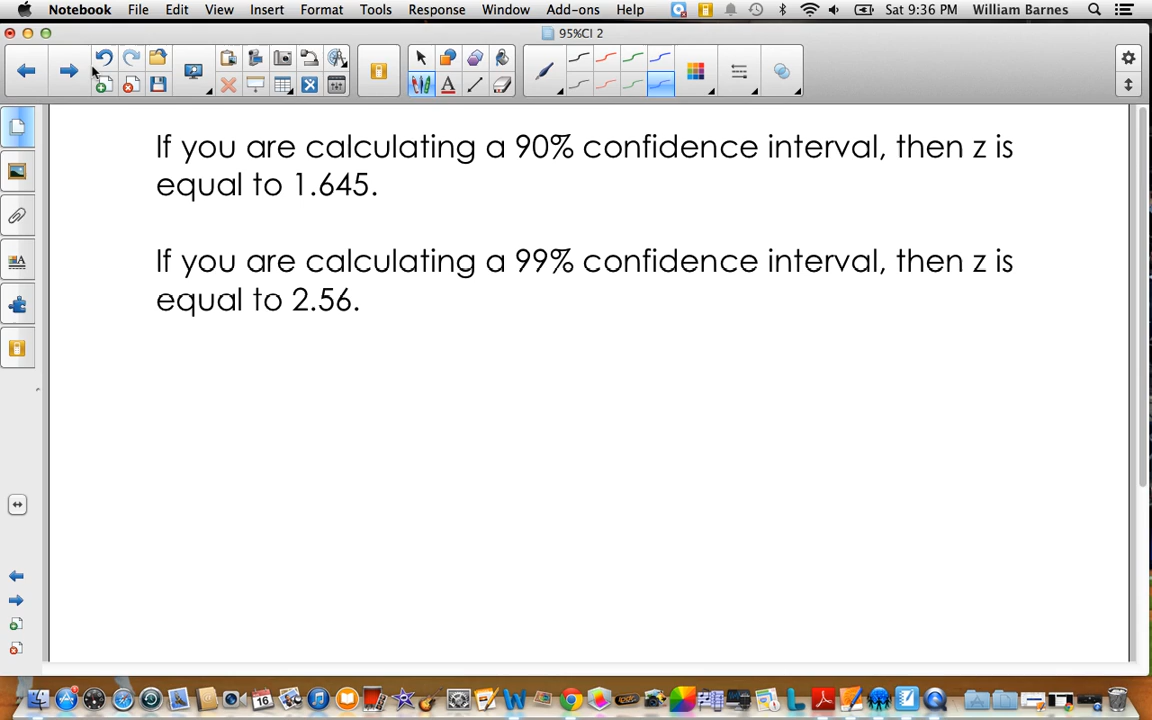 Notebook File Edit View Insert Format Tools Response Window Add-ons Help Sat 9:36 PM William Barnes
95%CI 2
If you are calculating a 90% confidence interval, then z is
equal to 1.645.
If you are calculating a 99% confidence interval, then z is
equal to 2.56.